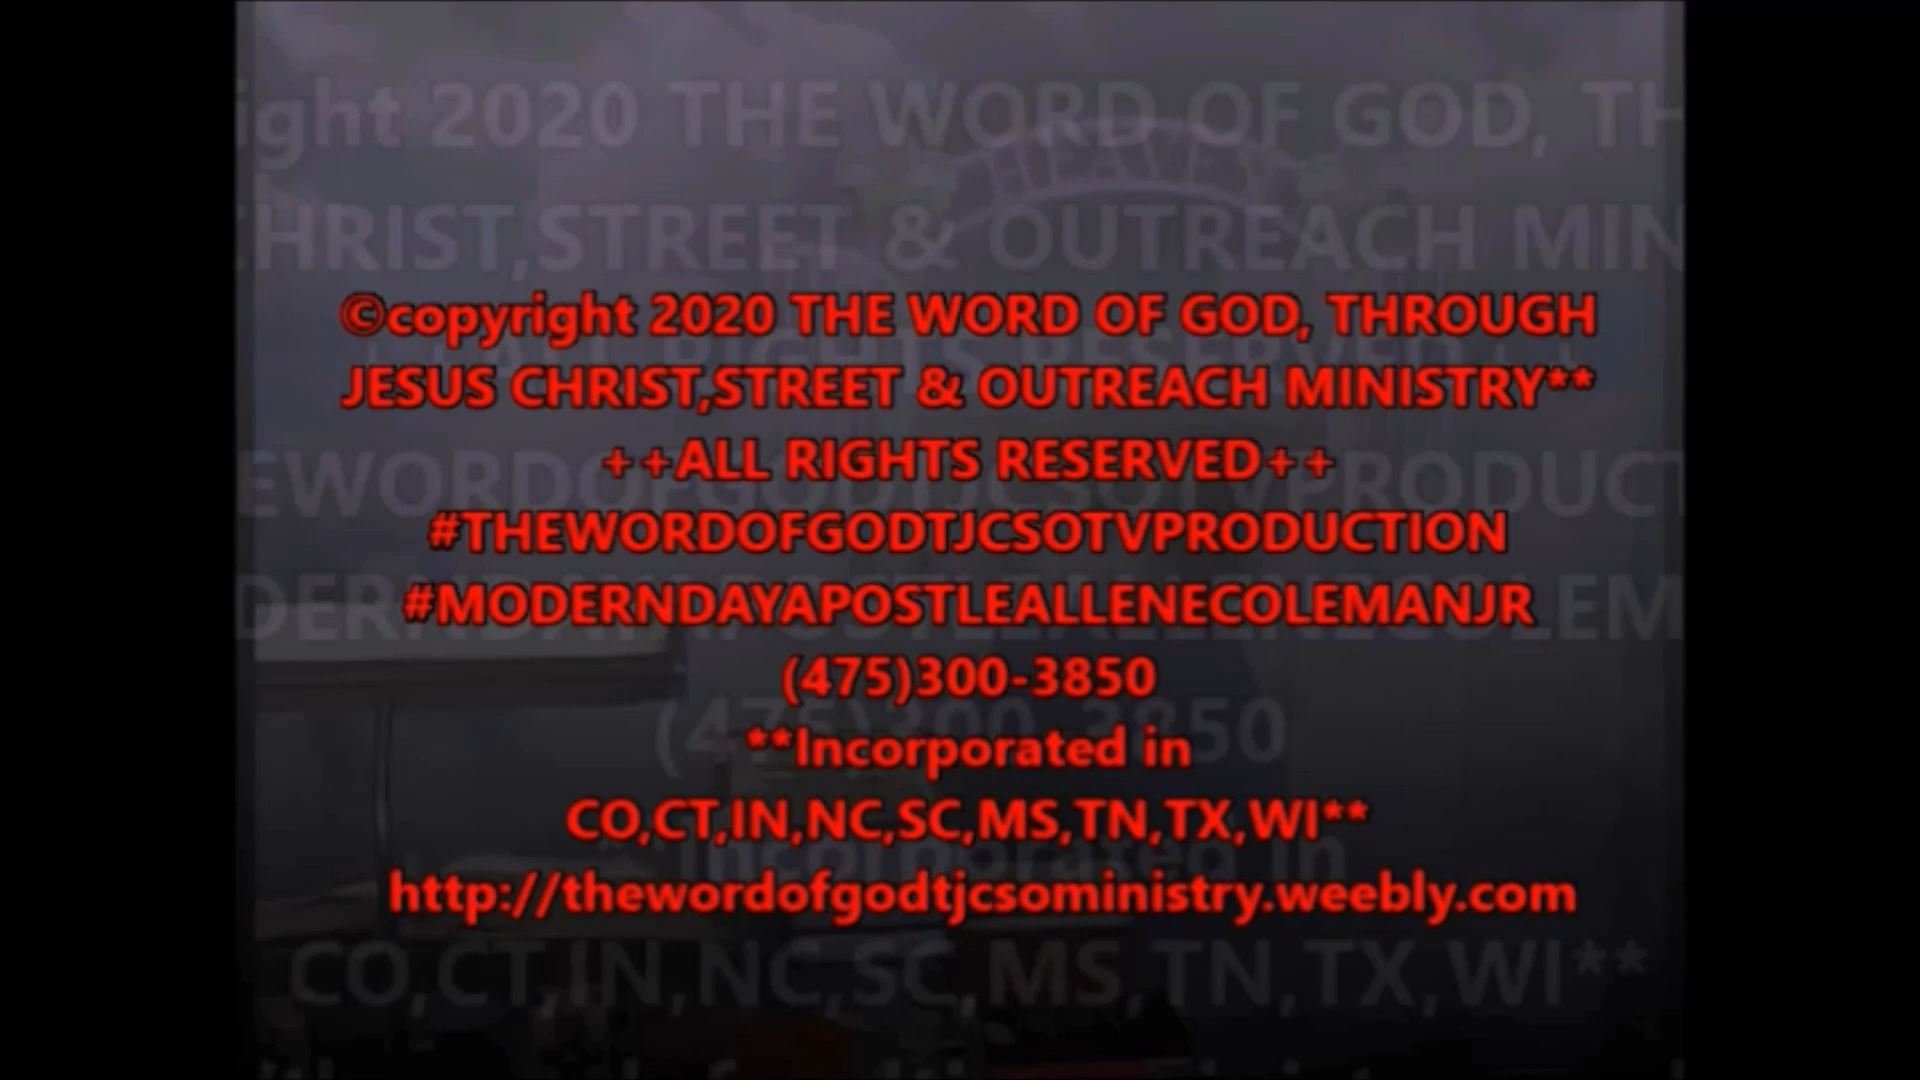 ©copyright 2020 THE WORD OF GOD, THROUGH
JESUS CHRIST,STREET & OUTREACH MINISTRY**
++ALL RIGHTS RESERVED++
#THEWORDOFGODTJCSOTVPRODUCTION
#MODERNDAYAPOSTLEALLENECOLEMANJR
(475)300-3850
**Incorporated in
CO,CT,IN,NC,SC,MS,TN,TX,WI**
http://thewordofgodtjcsoministry.weebly.com
HEAVEN